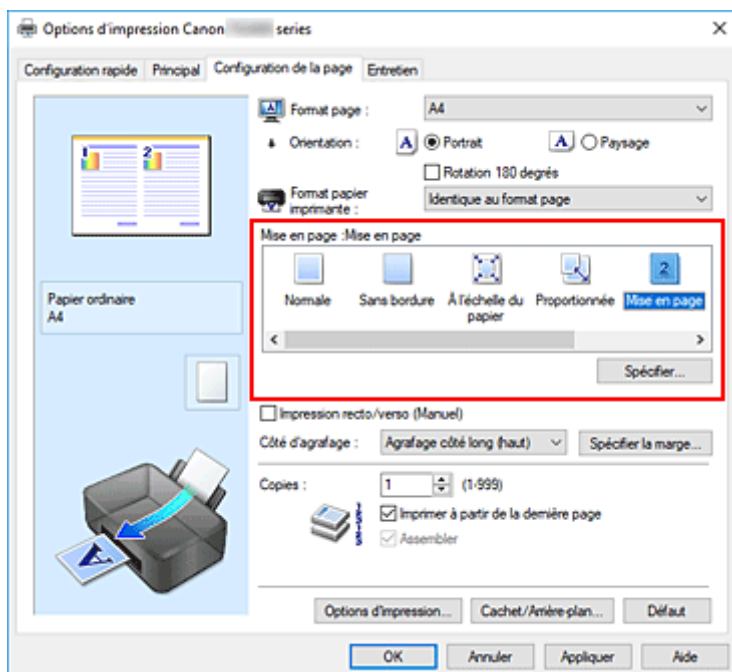 Options d'impression Canon series
Configuration rapide Principal Configuration de la page Entretien
Format page : A4
Orientation : A Portrait A Paysage
Rotation 180 degrés
Format papier
imprimante : Identique au format page
Mise en page :Mise en page
2
Normale Sans bordure À l'échelle du
papier Proportionnée Mise en page
Spécifier...
1 2
Papier ordinaire
A4
Impression recto/verso (Manuel)
Côté d'agrafage : Agrafage côté long (haut) Spécifier la marge...
Copies : 1 (1-999)
Imprimer à partir de la dernière page
Assembler
A
Options d'impression... Cachet/Arrière-plan... Défaut
OK Annuler Appliquer Aide